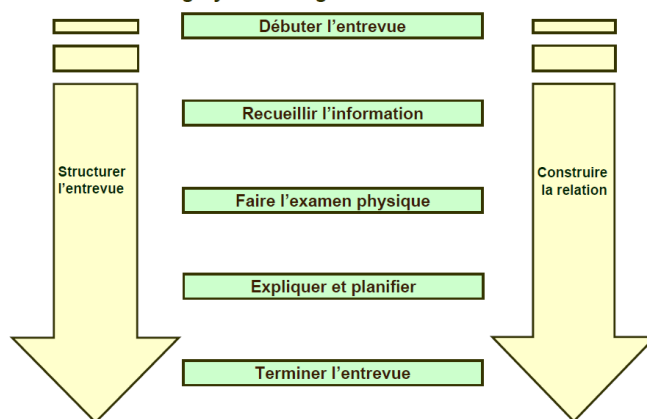 Débuter l’entrevue
Recueillir l’information
Structurer
l’entrevue
Construire
la relation
Faire l’examen physique
Expliquer et planifier
Terminer l’entrevue